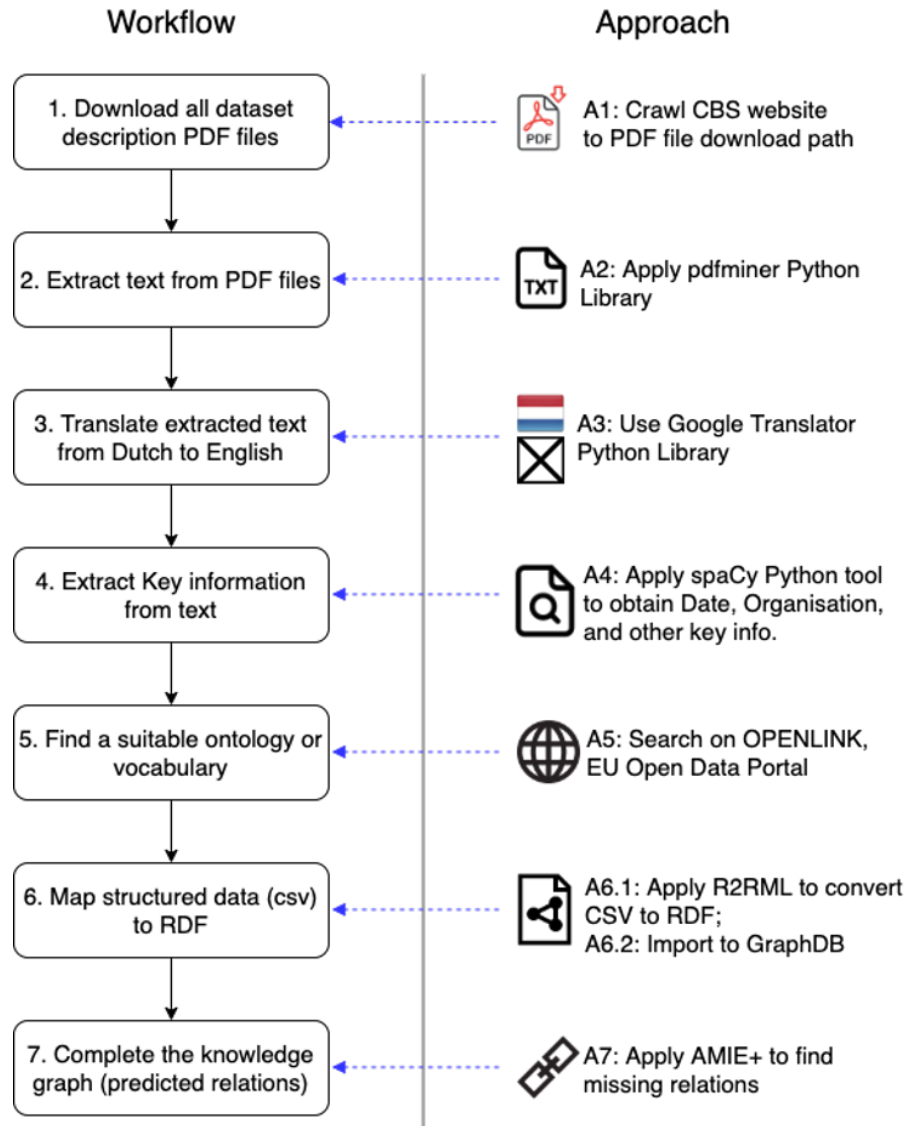 Workflow
Approach
1. Download all dataset
description PDF files
PDF
A1: Crawl CBS website
to PDF file download path
2. Extract text from PDF files
TXT
A2: Apply pdfminer Python
Library
3. Translate extracted text
from Dutch to English
A3: Use Google Translator
Python Library
4. Extract Key information
from text
A4: Apply spaCy Python tool
to obtain Date, Organisation,
and other key info.
5. Find a suitable ontology or
vocabulary
A5: Search on OPENLINK,
EU Open Data Portal
6. Map structured data (csv)
to RDF
A6.1: Apply R2RML to convert
CSV to RDF;
A6.2: Import to GraphDB
7. Complete the knowledge
graph (predicted relations)
A7: Apply AMIE+ to find
missing relations